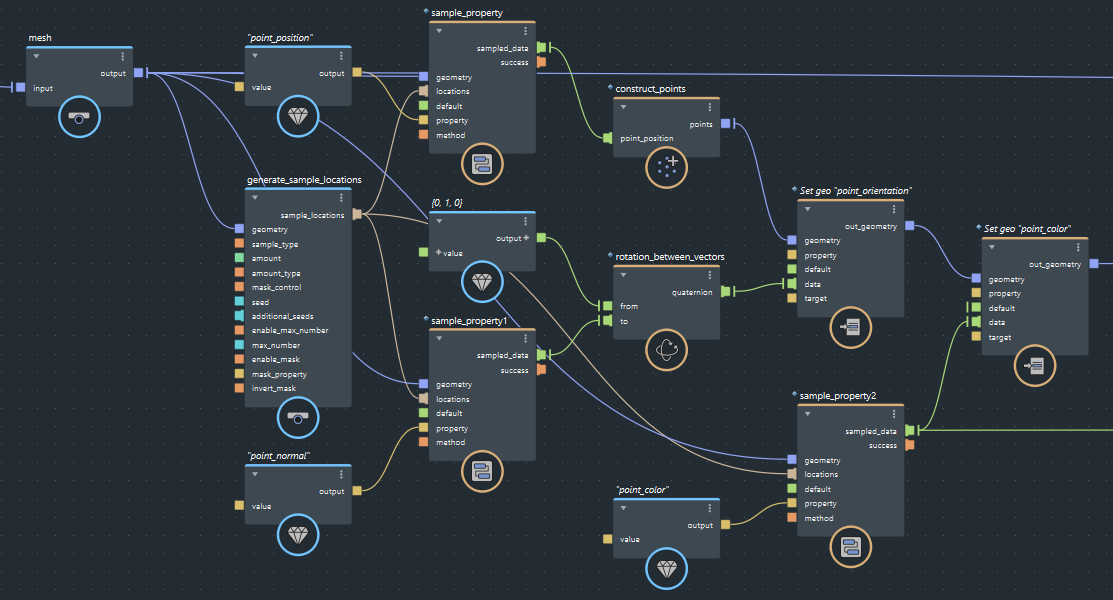 mesh
output
input
"point_position"
output
value
sample_property
sampled_data
success
geometry
locations
default
property
method
construct_points
points
point_position
generate_sample_locations
sample_locations
geometry
sample_type
amount
amount_type
mask_control
seed
additional_seeds
enable_max_number
max_number
enable_mask
mask_property
invert_mask
{0, 1, 0}
output
value
rotation_between_vectors
quaternion
from
to
Set geo "point_orientation"
out_geometry
geometry
property
default
data
target
Set geo "point_color"
out_geometry
geometry
property
default
data
target
sample_property1
sampled_data
success
geometry
locations
default
property
method
"point_normal"
output
value
"point_color"
output
value
sample_property2
sampled_data
success
geometry
locations
default
property
method